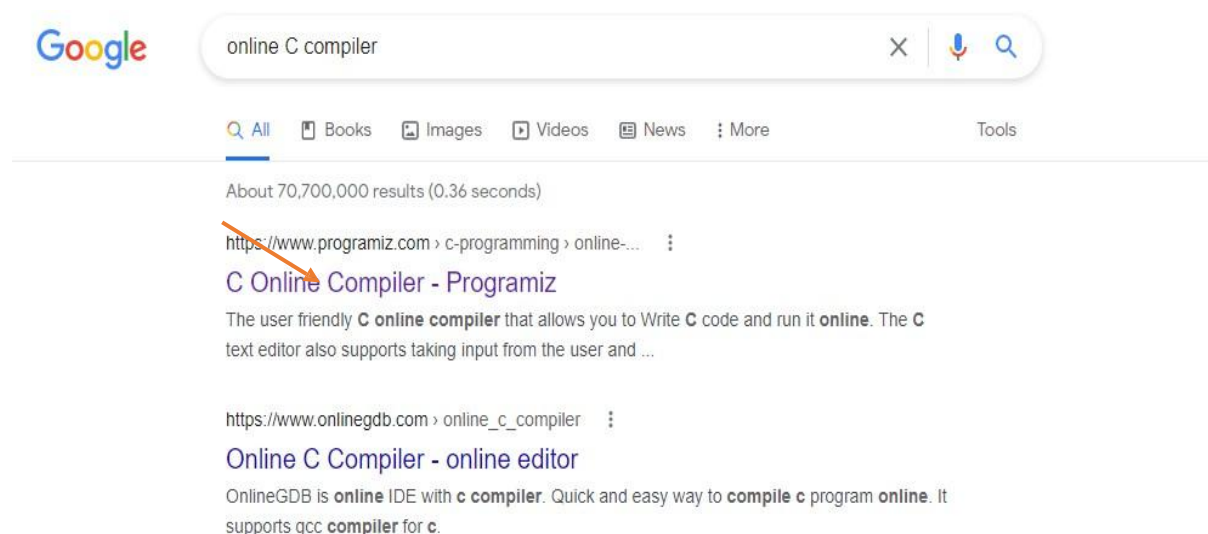 Google
online C compiler
All Books Images Videos News More Tools
About 70,700,000 results (0.36 seconds)
https://www.programiz.com › c-programming › online-...
C Online Compiler - Programiz
The user friendly C online compiler that allows you to Write C code and run it online. The C
text editor also supports taking input from the user and ...
https://www.onlinegdb.com › online_c_compiler
Online C Compiler - online editor
OnlineGDB is online IDE with c compiler. Quick and easy way to compile c program online. It
supports gcc compiler for c.